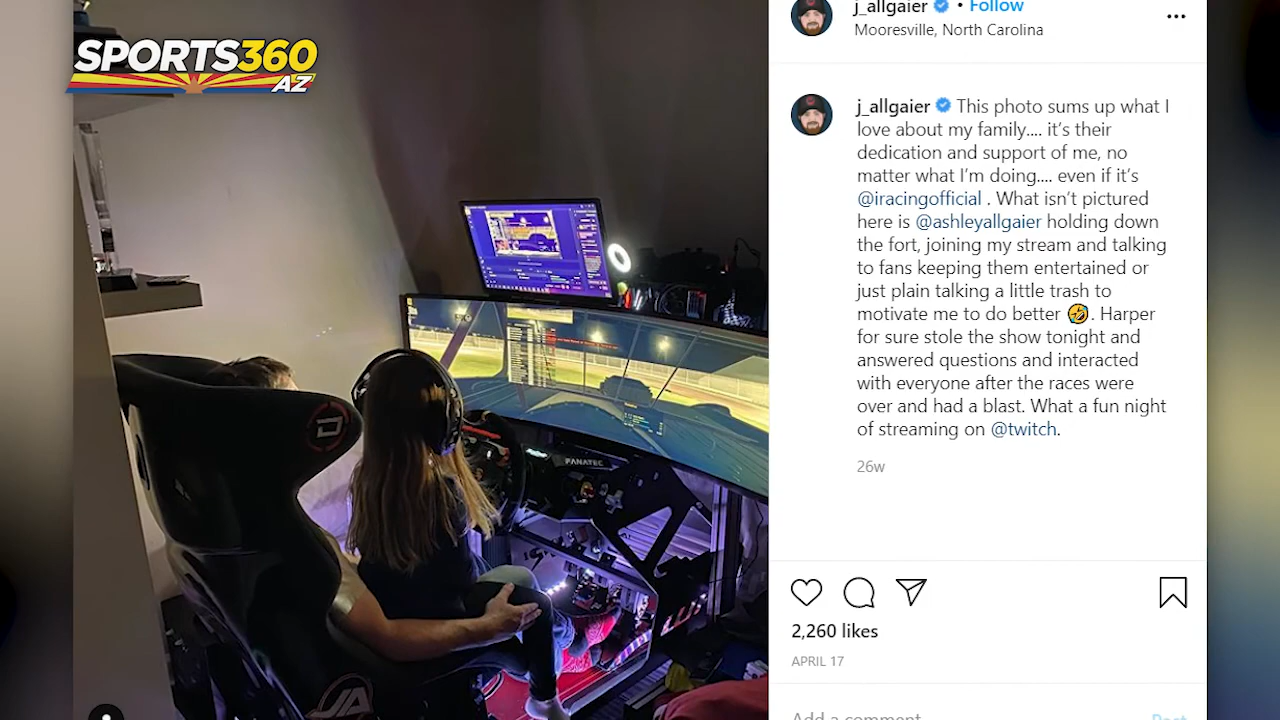 SPORTS360
AZ
j_allgaier • Follow
Mooresville, North Carolina
j_allgaier This photo sums up what I
love about my family.... it's their
dedication and support of me, no
matter what I'm doing.... even if it's
@iracingofficial . What isn't pictured
here is @ashleyallgaier holding down
the fort, joining my stream and talking
to fans keeping them entertained or
just plain talking a little trash to
motivate me to do better 🤣. Harper
for sure stole the show tonight and
answered questions and interacted
with everyone after the races were
over and had a blast. What a fun night
of streaming on @twitch.
26w
FANATEC
JA
2,260 likes
APRIL 17
Add a comment... Post